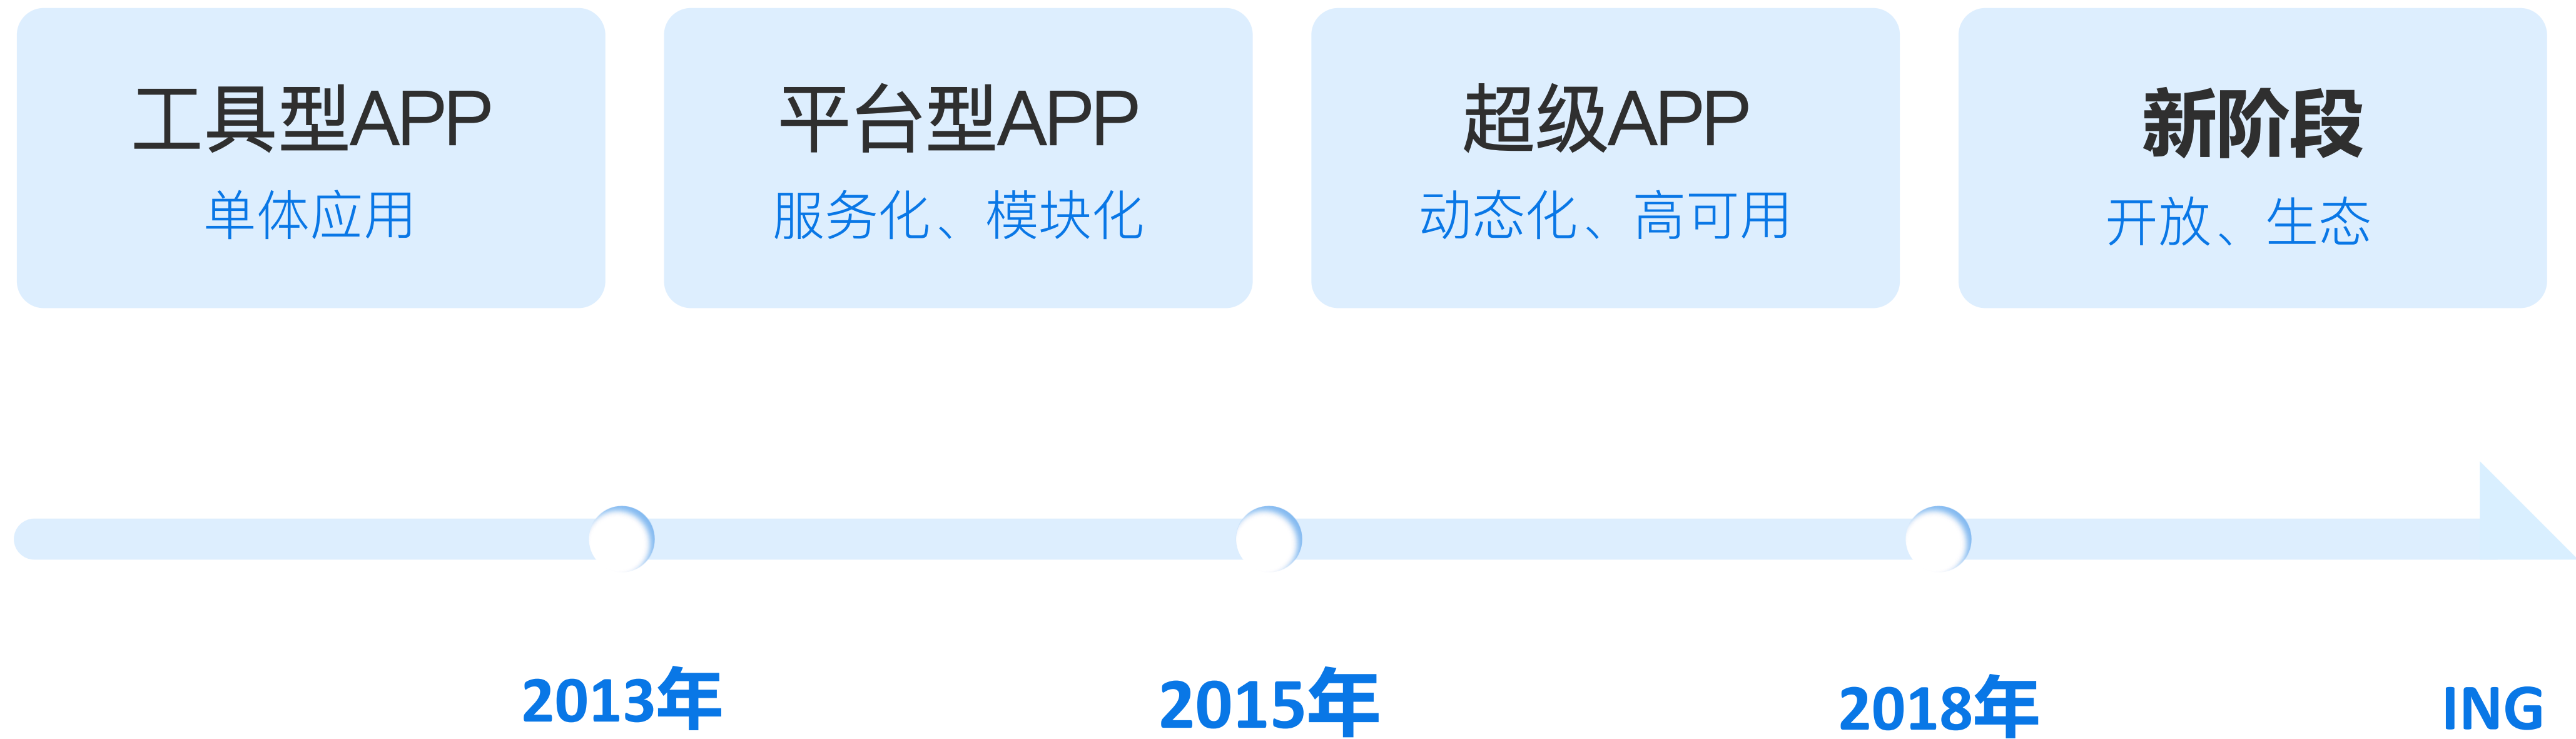 工具型APP
单体应用
平台型APP
服务化、模块化
超级APP
动态化、高可用
新阶段
开放、生态
2013年
2015年
2018年
ING